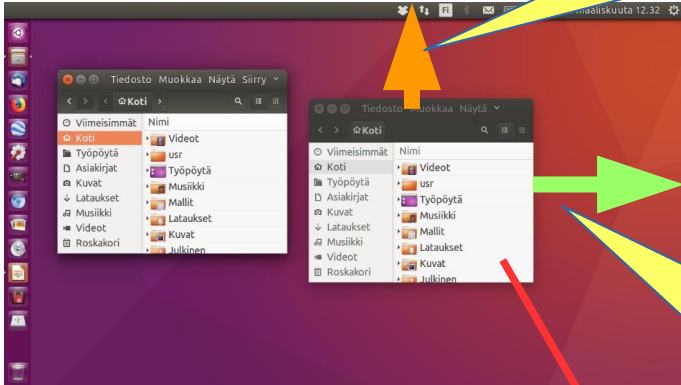 Fi
maaliskuuta 12.32
Tiedosto Muokkaa Näytä Siirry
Koti
Nimi
Viimeisimmät
Koti
Työpöytä
Asiakirjat
Kuvat
Lataukset
Musiikki
Videot
Roskakori
Videot
usr
Työpöytä
Musiikki
Mallit
Lataukset
Kuvat
Julkinen
Tiedosto Muokkaa Näytä
Koti
Nimi
Viimeisimmät
Koti
Työpöytä
Asiakirjat
Kuvat
Lataukset
Musiikki
Videot
Roskakori
Videot
usr
Työpöytä
Musiikki
Mallit
Lataukset
Kuvat
Julkinen